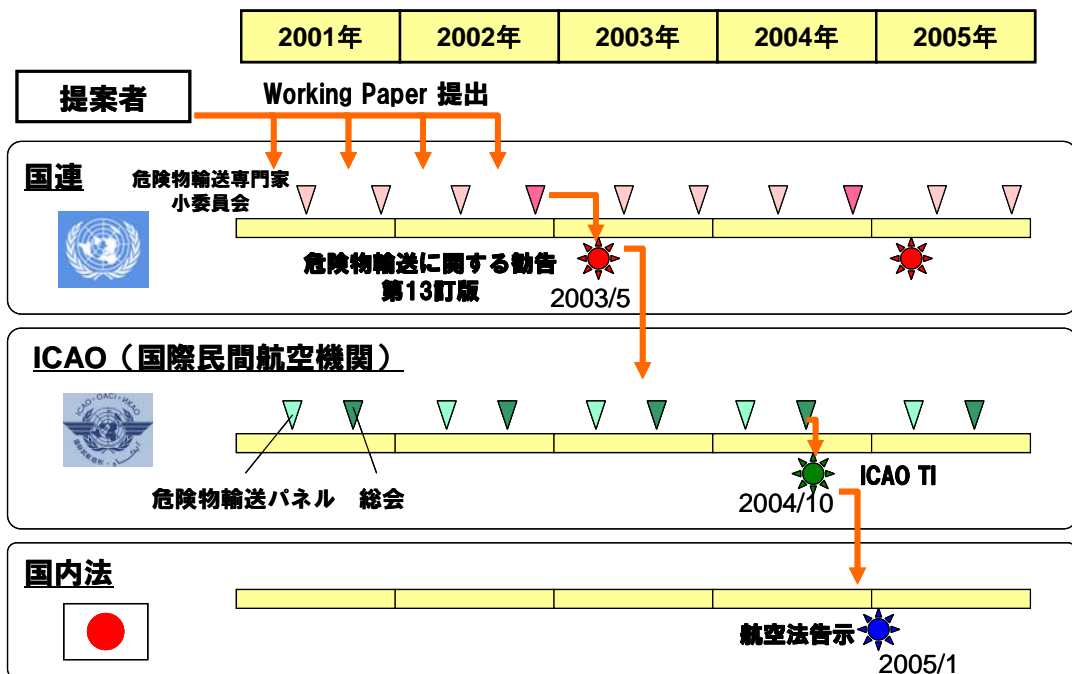 2001年 2002年 2003年 2004年 2005年
提案者
Working Paper 提出
国連
危険物輸送専門家
小委員会
危険物輸送に関する勧告
第13訂版
2003/5
ICAO（国際民間航空機関）
ICAO・OACI・ИКАО
危険物輸送パネル 総会
ICAO TI
2004/10
国内法
航空法告示
2005/1